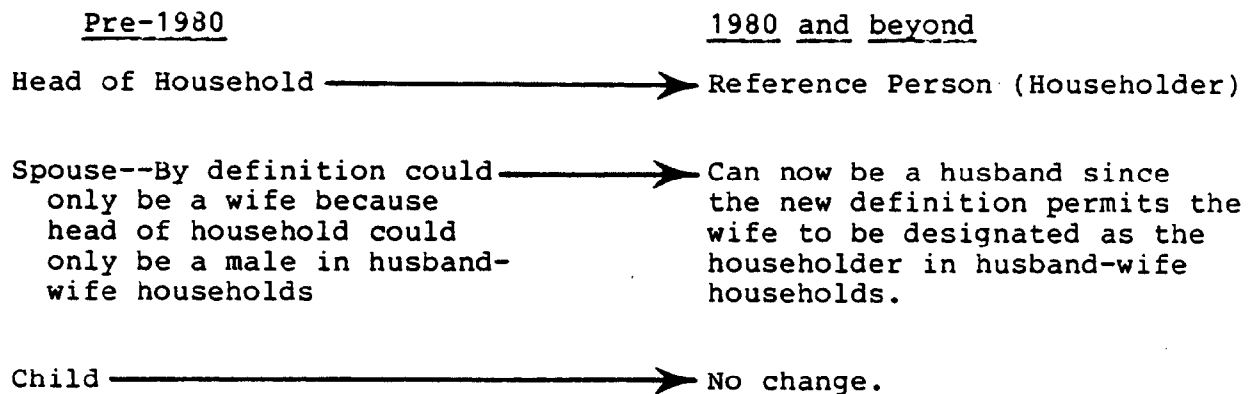 Pre-1980
1980 and beyond
Head of Household
Reference Person (Householder)
Spouse--By definition could
only be a wife because
head of household could
only be a male in husband-
wife households
Can now be a husband since
the new definition permits the
wife to be designated as the
householder in husband-wife
households.
Child
No change.